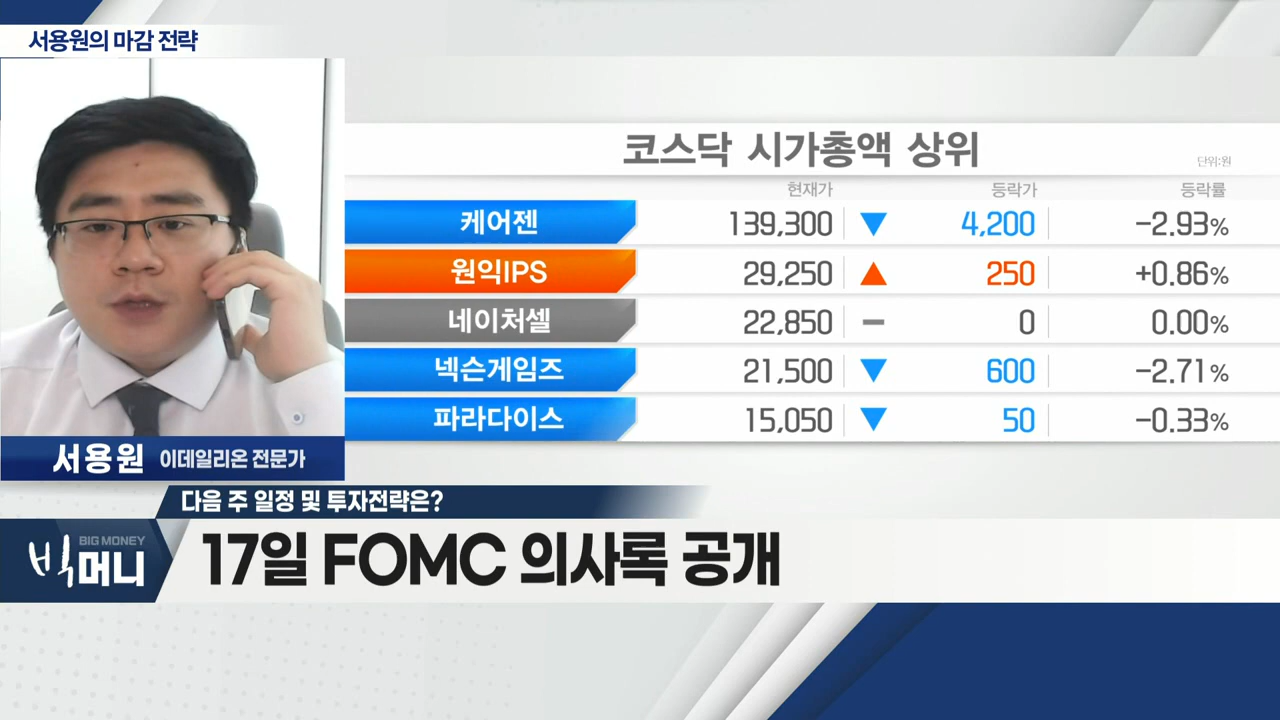 서용원의 마감 전략
코스닥 시가총액 상위
단위:원
현재가 등락가 등락률
케어젠 139,300 ▼ 4,200 -2.93%
원익IPS 29,250 ▲ 250 +0.86%
네이처셀 22,850 - 0 0.00%
넥슨게임즈 21,500 ▼ 600 -2.71%
파라다이스 15,050 ▼ 50 -0.33%
서용원 이데일리온 전문가
다음 주 일정 및 투자전략은?
BIG MONEY
빅머니
17일 FOMC 의사록 공개